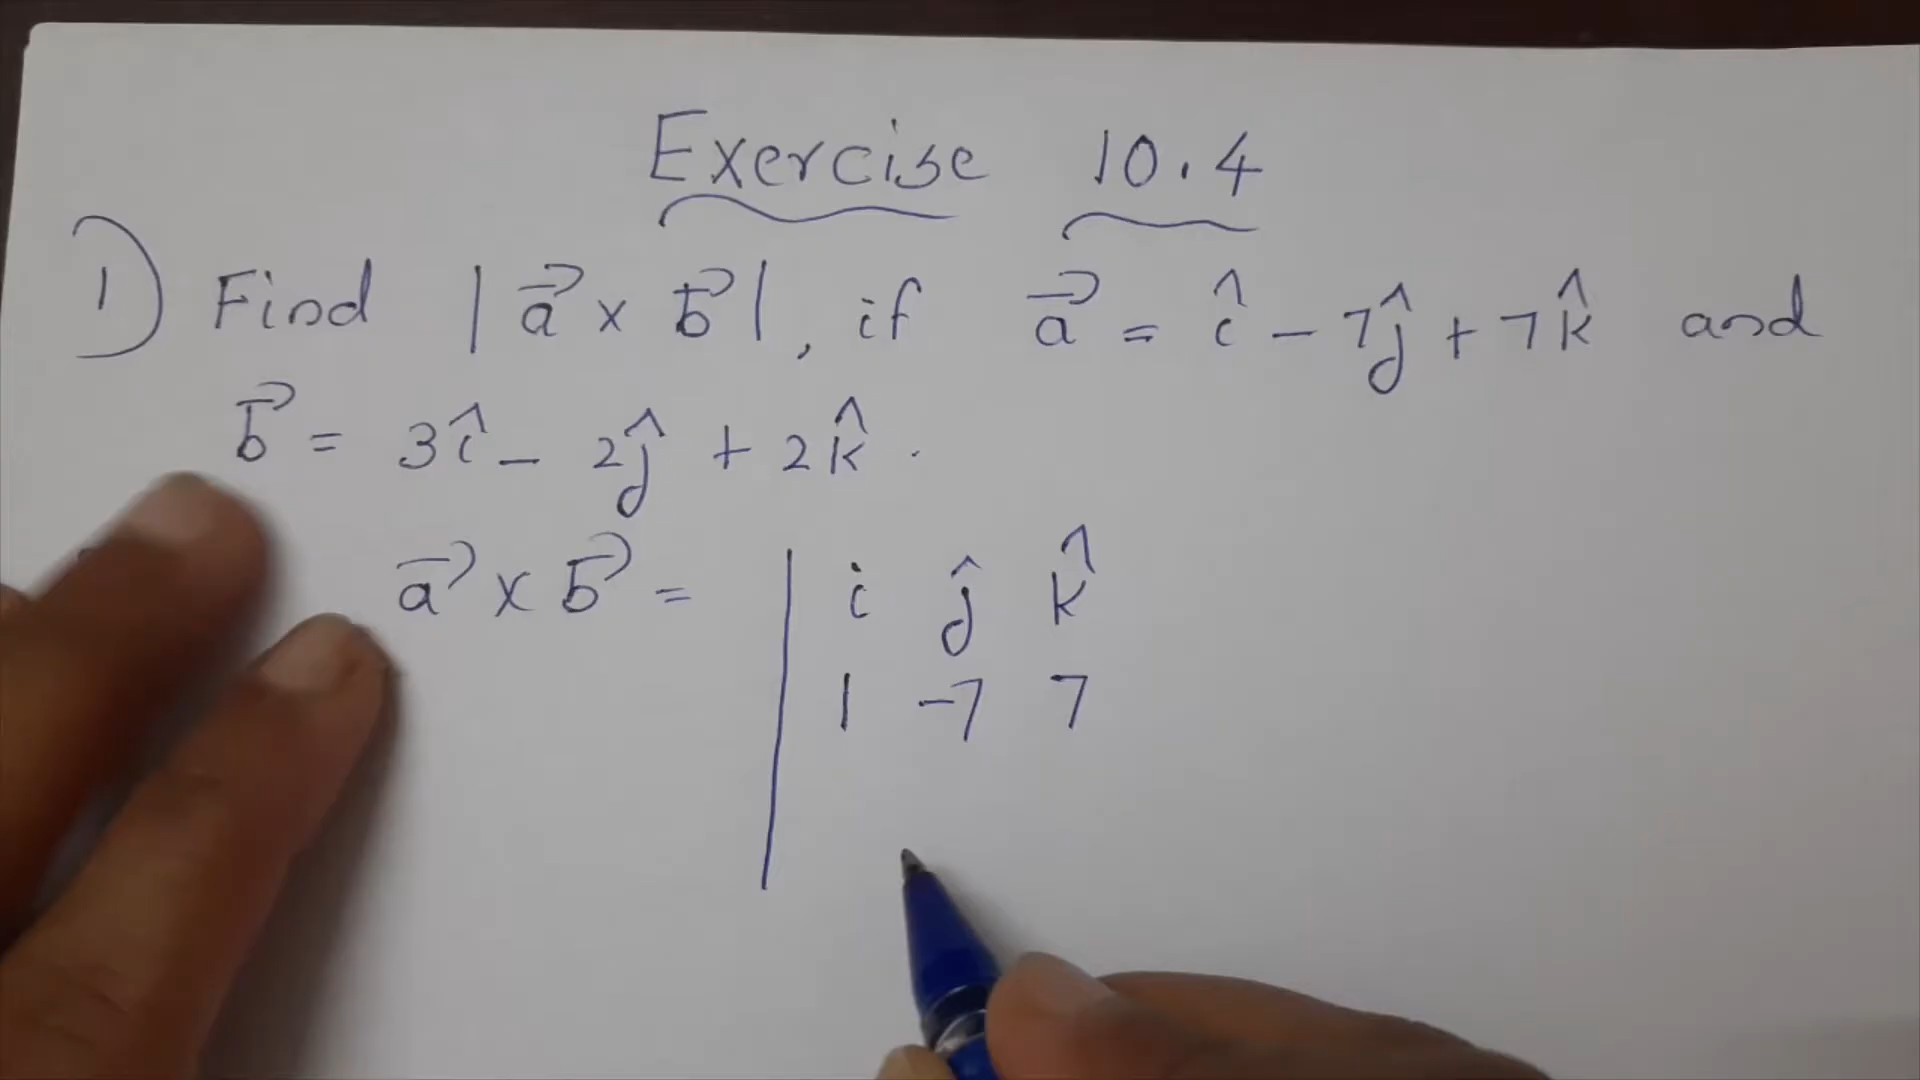 Exercise 10.4
1) Find |a⃗ × b⃗|, if a⃗ = î - 7ĵ + 7k̂ and
b⃗ = 3î - 2ĵ + 2k̂.
a⃗ × b⃗ = | i ĵ k̂
1 -7 7